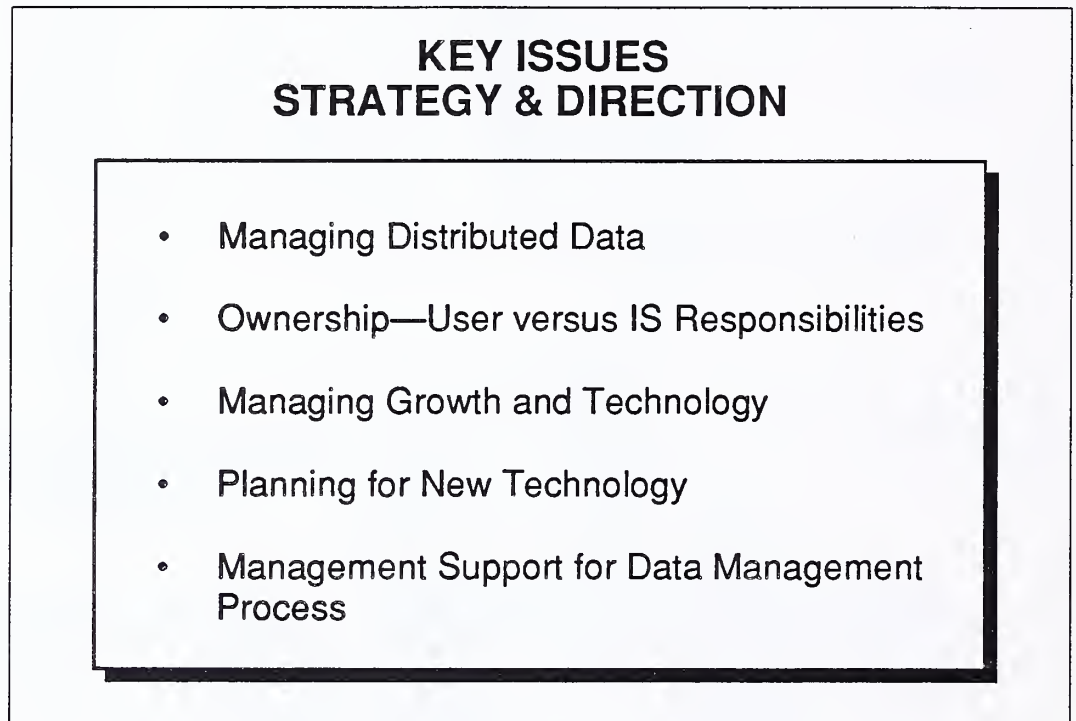 KEY ISSUES
STRATEGY & DIRECTION
• Managing Distributed Data
• Ownership—User versus IS Responsibilities
• Managing Growth and Technology
• Planning for New Technology
• Management Support for Data Management
Process